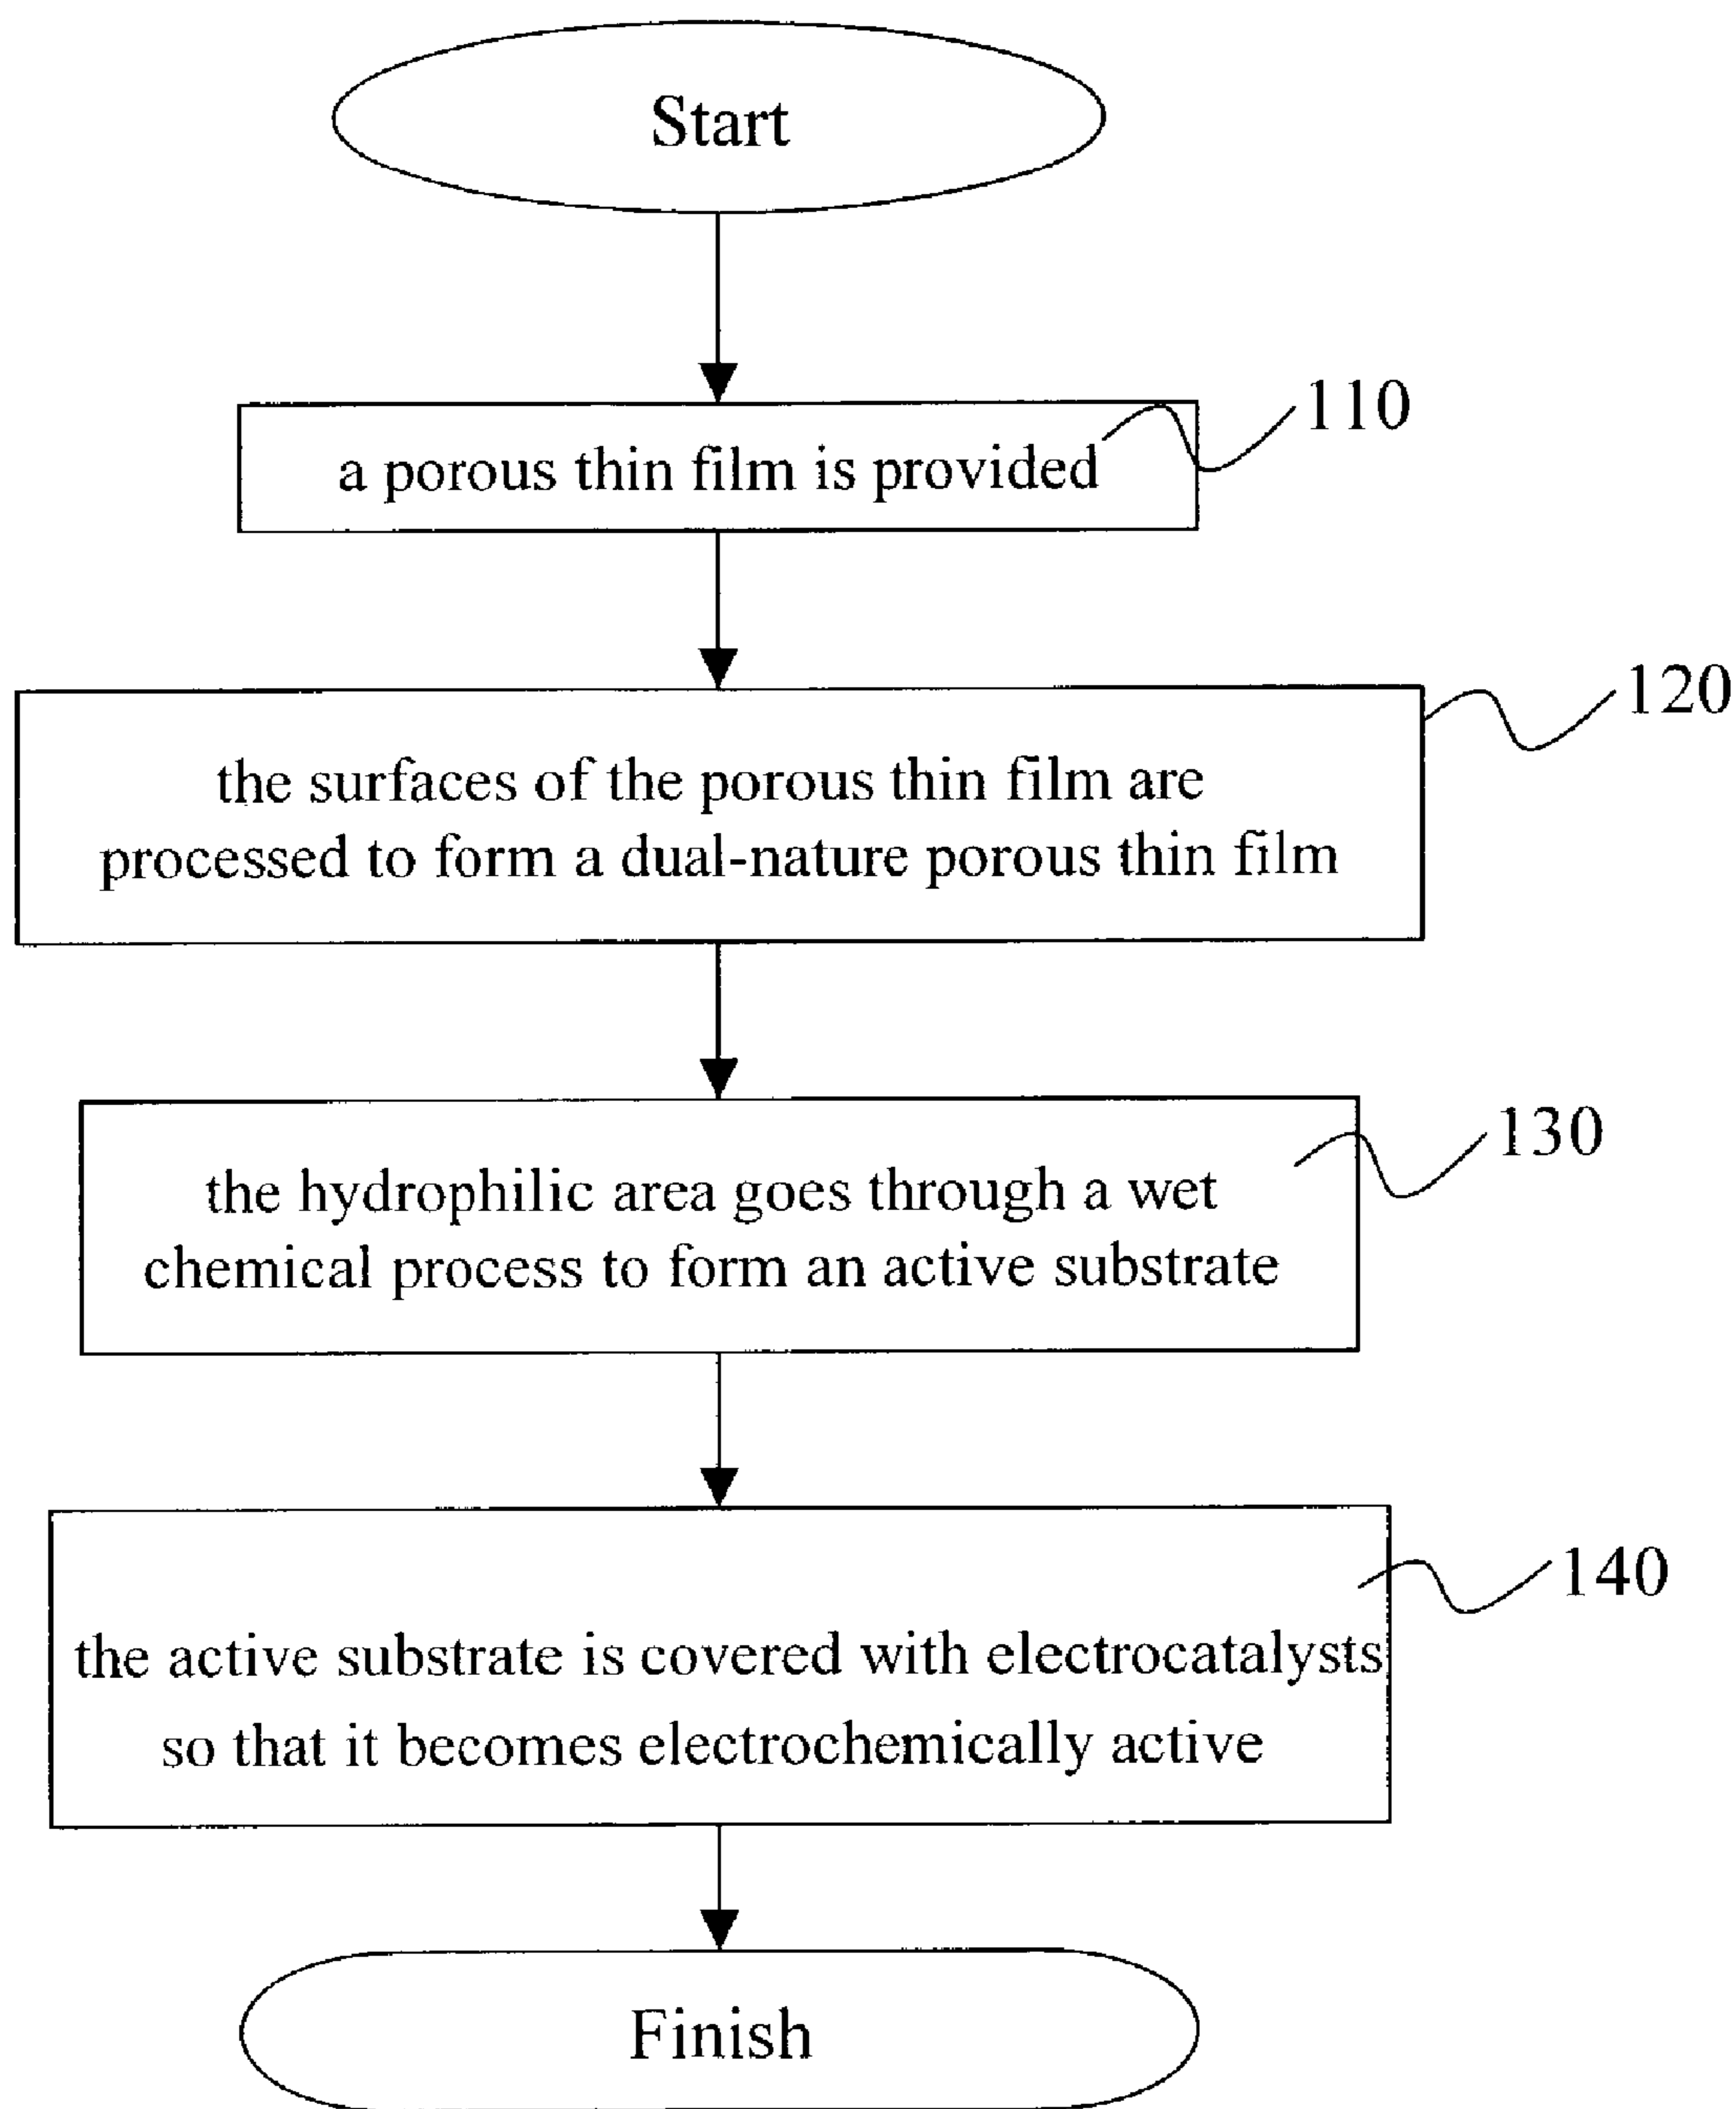 Start
110
a porous thin film is provided
120
the surfaces of the porous thin film are
processed to form a dual-nature porous thin film
130
the hydrophilic area goes through a wet
chemical process to form an active substrate
140
the active substrate is covered with electrocatalysts
so that it becomes electrochemically active
Finish